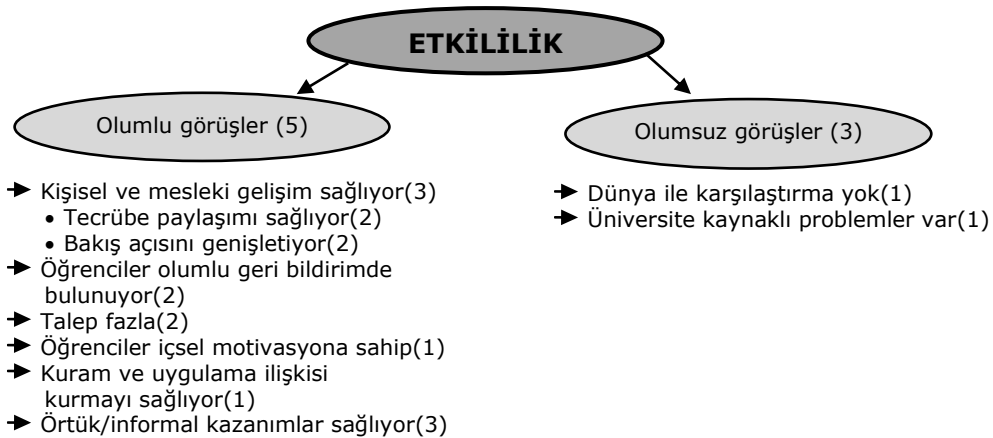 ETKİLİLİK
Olumlu görüşler (5)
Olumsuz görüşler (3)
Kişisel ve mesleki gelişim sağlıyor(3)
• Tecrübe paylaşımı sağlıyor(2)
• Bakış açısını genişletiyor(2)
Öğrenciler olumlu geri bildirimde
bulunuyor(2)
Talep fazla(2)
Öğrenciler içsel motivasyona sahip(1)
Kuram ve uygulama ilişkisi
kurmayı sağlıyor(1)
Örtük/informal kazanımlar sağlıyor(3)
Dünya ile karşılaştırma yok(1)
Üniversite kaynaklı problemler var(1)